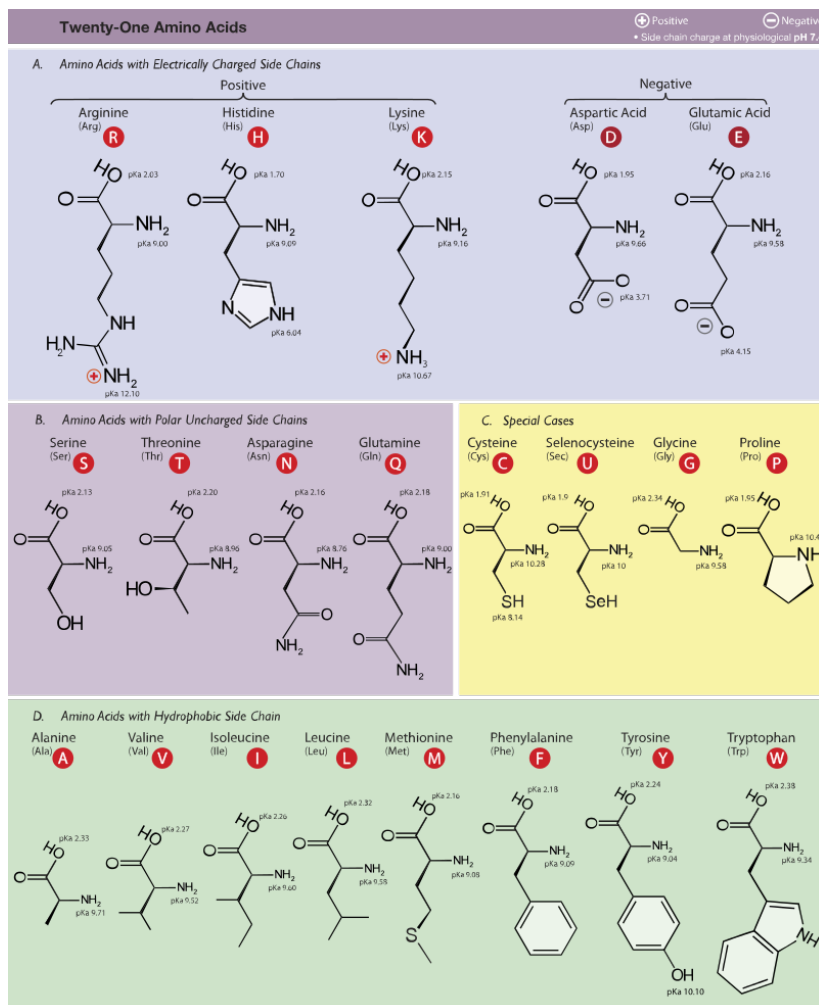 Twenty-One Amino Acids
+ Positive
− Negative
• Side chain charge at physiological pH 7.4
A. Amino Acids with Electrically Charged Side Chains
Positive
Negative
Arginine
(Arg) R
Histidine
(His) H
Lysine
(Lys) K
Aspartic Acid
(Asp) D
Glutamic Acid
(Glu) E
HO pKa 2.03
O
NH₂
pKa 9.00
NH
H₂N
+ NH₂
pKa 12.10
HO pKa 1.70
O
NH₂
pKa 9.09
N
NH
pKa 6.04
HO pKa 2.15
O
NH₂
pKa 9.16
+ NH₃
pKa 10.67
HO pKa 1.95
O
NH₂
pKa 9.66
O
O − pKa 3.71
HO pKa 2.16
O
NH₂
pKa 9.58
O
− O
pKa 4.15
B. Amino Acids with Polar Uncharged Side Chains
Serine
(Ser) S
Threonine
(Thr) T
Asparagine
(Asn) N
Glutamine
(Gln) Q
pKa 2.13
HO
O
pKa 9.05
NH₂
OH
pKa 2.20
HO
O
pKa 8.96
NH₂
HO
pKa 2.16
HO
O
pKa 8.76
NH₂
O
NH₂
pKa 2.18
HO
O
pKa 9.00
NH₂
O
NH₂
C. Special Cases
Cysteine
(Cys) C
Selenocysteine
(Sec) U
Glycine
(Gly) G
Proline
(Pro) P
pKa 1.91
HO
O
NH₂
pKa 10.28
SH
pKa 8.14
pKa 1.9
HO
O
NH₂
pKa 10
SeH
pKa 2.34
HO
O
NH₂
pKa 9.58
pKa 1.95
HO
O
pKa 10.4
NH
D. Amino Acids with Hydrophobic Side Chain
Alanine
(Ala) A
Valine
(Val) V
Isoleucine
(Ile) I
Leucine
(Leu) L
Methionine
(Met) M
Phenylalanine
(Phe) F
Tyrosine
(Tyr) Y
Tryptophan
(Trp) W
pKa 2.33
HO
O
NH₂
pKa 9.71
pKa 2.27
HO
O
NH₂
pKa 9.52
pKa 2.26
HO
O
NH₂
pKa 9.60
pKa 2.32
HO
O
NH₂
pKa 9.58
pKa 2.16
HO
O
NH₂
pKa 9.08
S
pKa 2.18
HO
O
NH₂
pKa 9.09
pKa 2.24
HO
O
NH₂
pKa 9.04
OH
pKa 10.10
pKa 2.38
HO
O
NH₂
pKa 9.34
NH